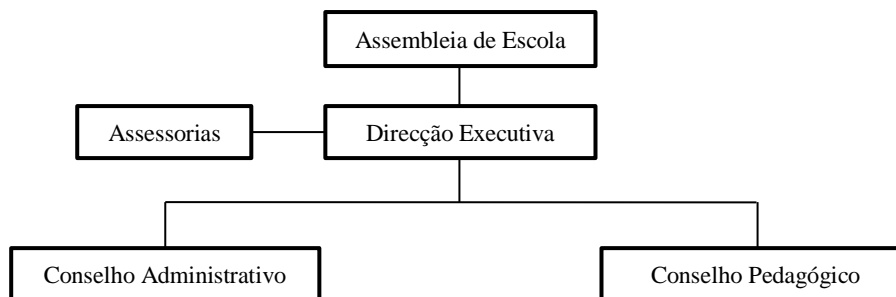 Assembleia de Escola
Assessorias
Direcção Executiva
Conselho Administrativo
Conselho Pedagógico